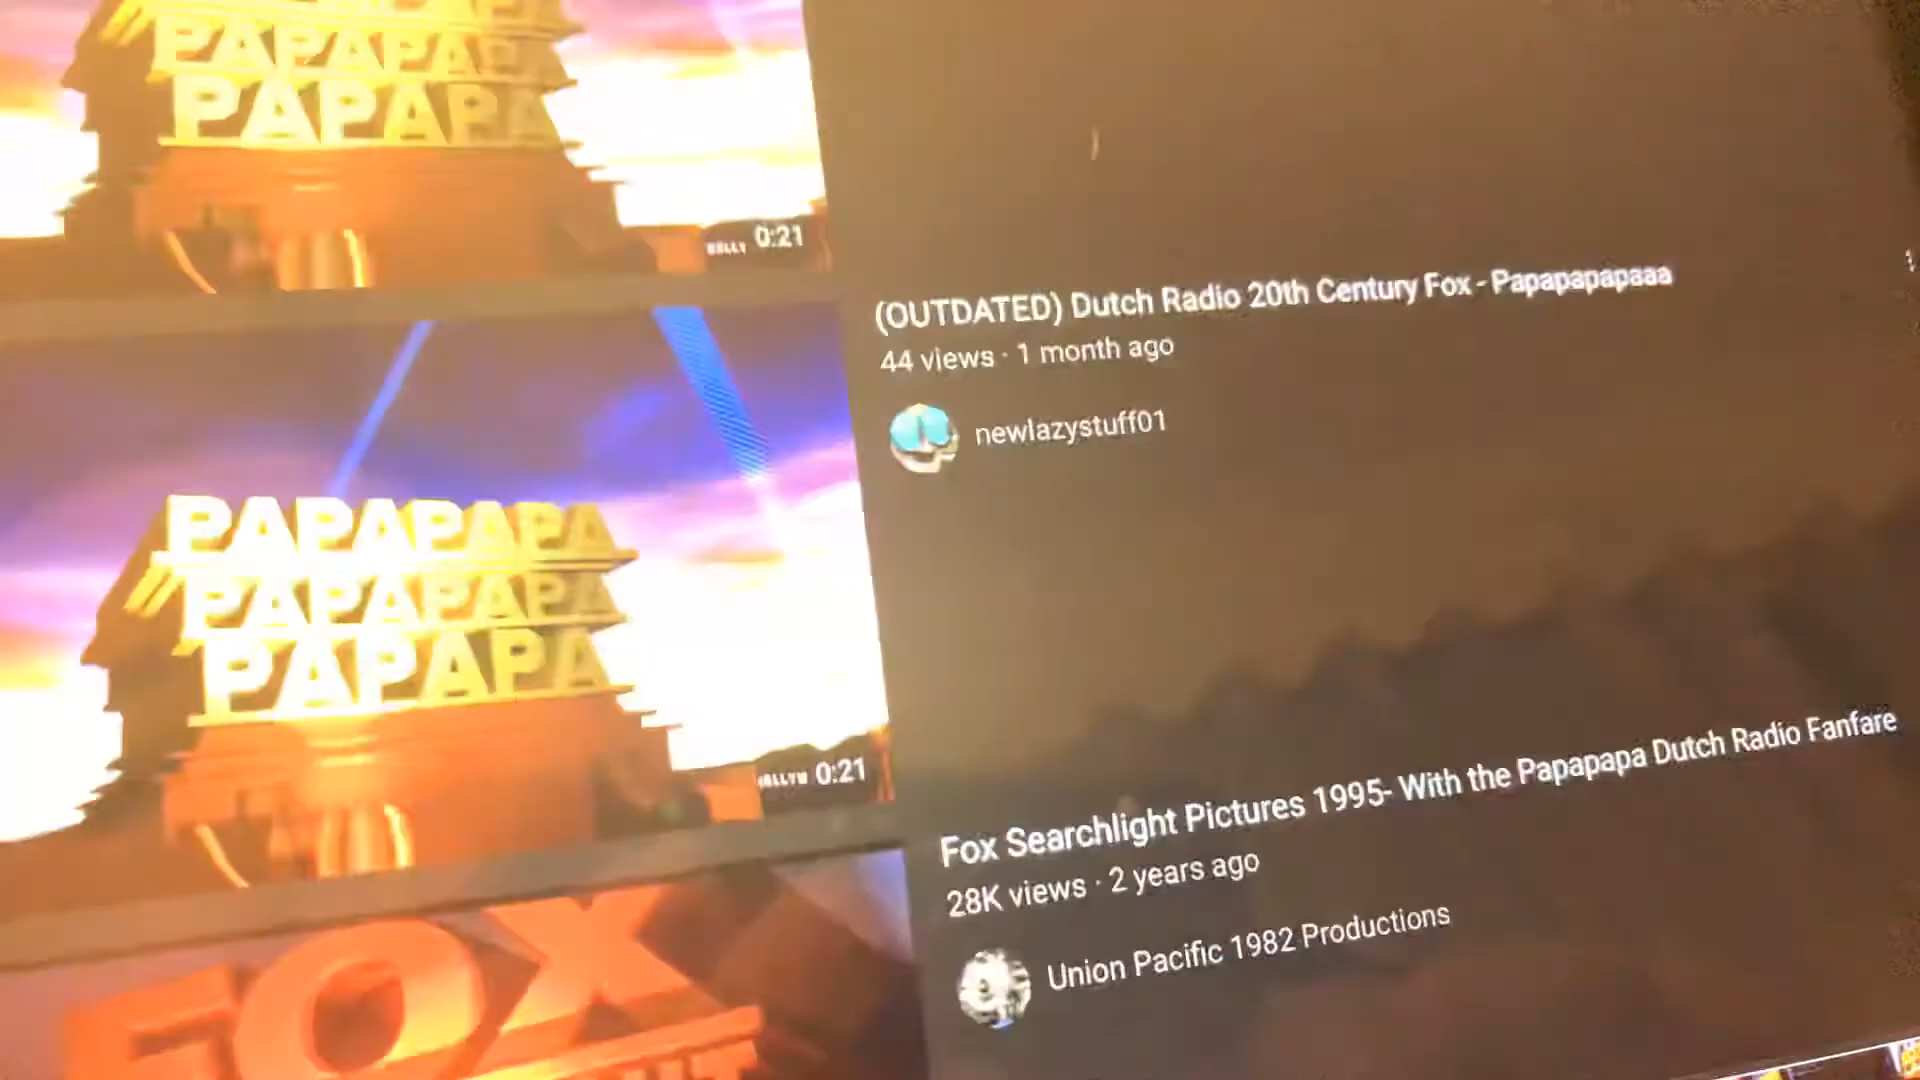 PAPAPAPA
PAPAPA
0:21
(OUTDATED) Dutch Radio 20th Century Fox - Papapapapaaa
44 views · 1 month ago
newlazystuff01
PAPAPAPA
PAPAPAPA
PAPAPA
0:21
Fox Searchlight Pictures 1995- With the Papapapa Dutch Radio Fanfare
28K views · 2 years ago
Union Pacific 1982 Productions
FOX